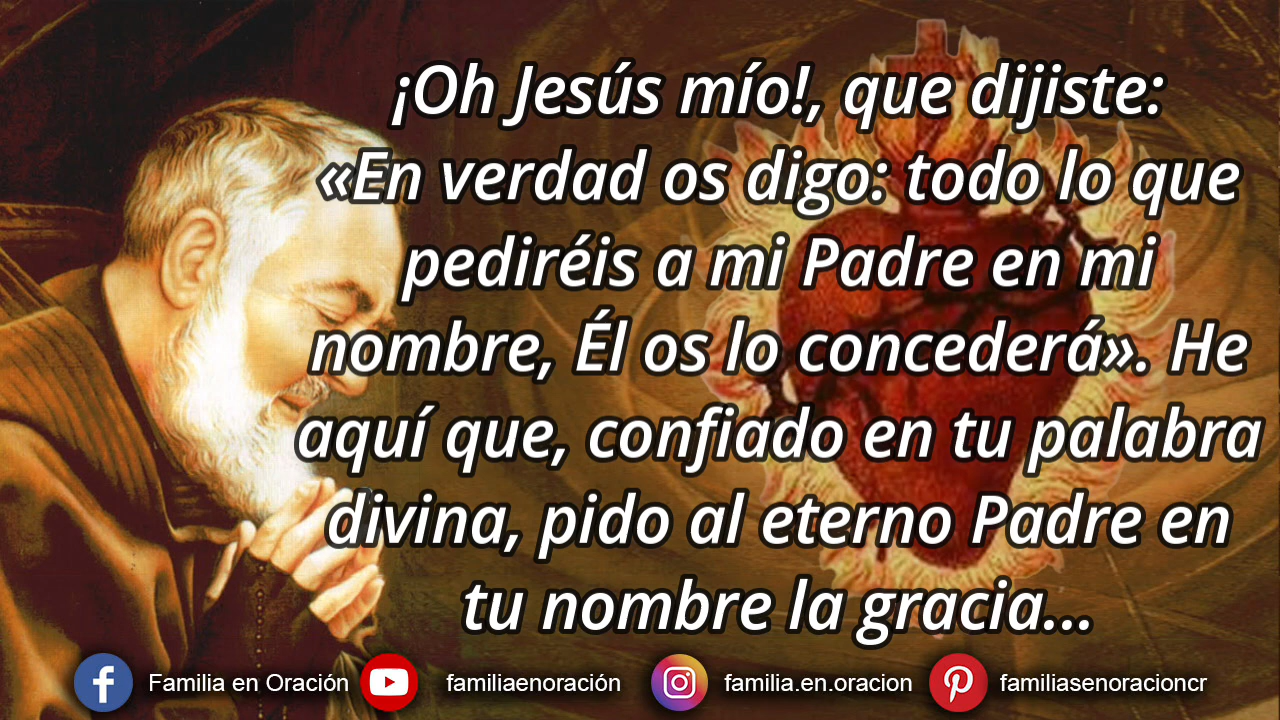 ¡Oh Jesús mío!, que dijiste:
«En verdad os digo: todo lo que
pediréis a mi Padre en mi
nombre, Él os lo concederá». He
aquí que, confiado en tu palabra
divina, pido al eterno Padre en
tu nombre la gracia...
Familia en Oración familiaenoración familia.en.oracion familiasenoracioncr